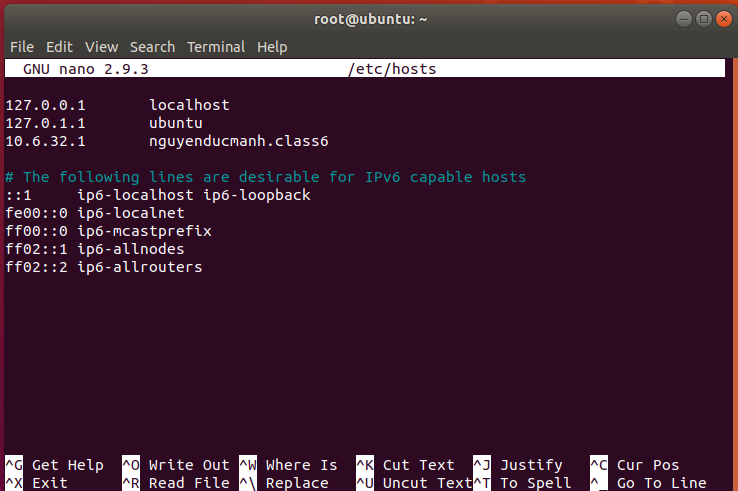 root@ubuntu: ~
File Edit View Search Terminal Help
GNU nano 2.9.3 /etc/hosts
127.0.0.1 localhost
127.0.1.1 ubuntu
10.6.32.1 nguyenducmanh.class6
# The following lines are desirable for IPv6 capable hosts
::1 ip6-localhost ip6-loopback
fe00::0 ip6-localnet
ff00::0 ip6-mcastprefix
ff02::1 ip6-allnodes
ff02::2 ip6-allrouters
^G Get Help ^O Write Out ^W Where Is ^K Cut Text ^J Justify ^C Cur Pos
^X Exit ^R Read File ^\ Replace ^U Uncut Text ^T To Spell ^_ Go To Line